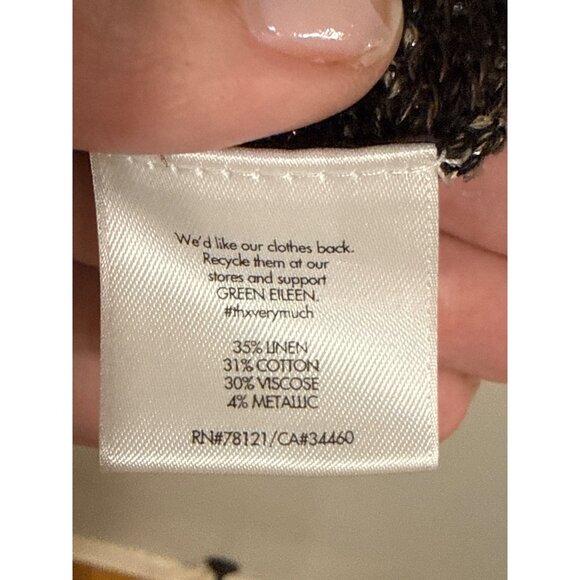 We'd like our clothes back.
Recycle them at our
stores and support
GREEN EILEEN.
#thxverymuch
35% LINEN
31% COTTON
30% VISCOSE
4% METALLIC
RN#78121/CA#34460